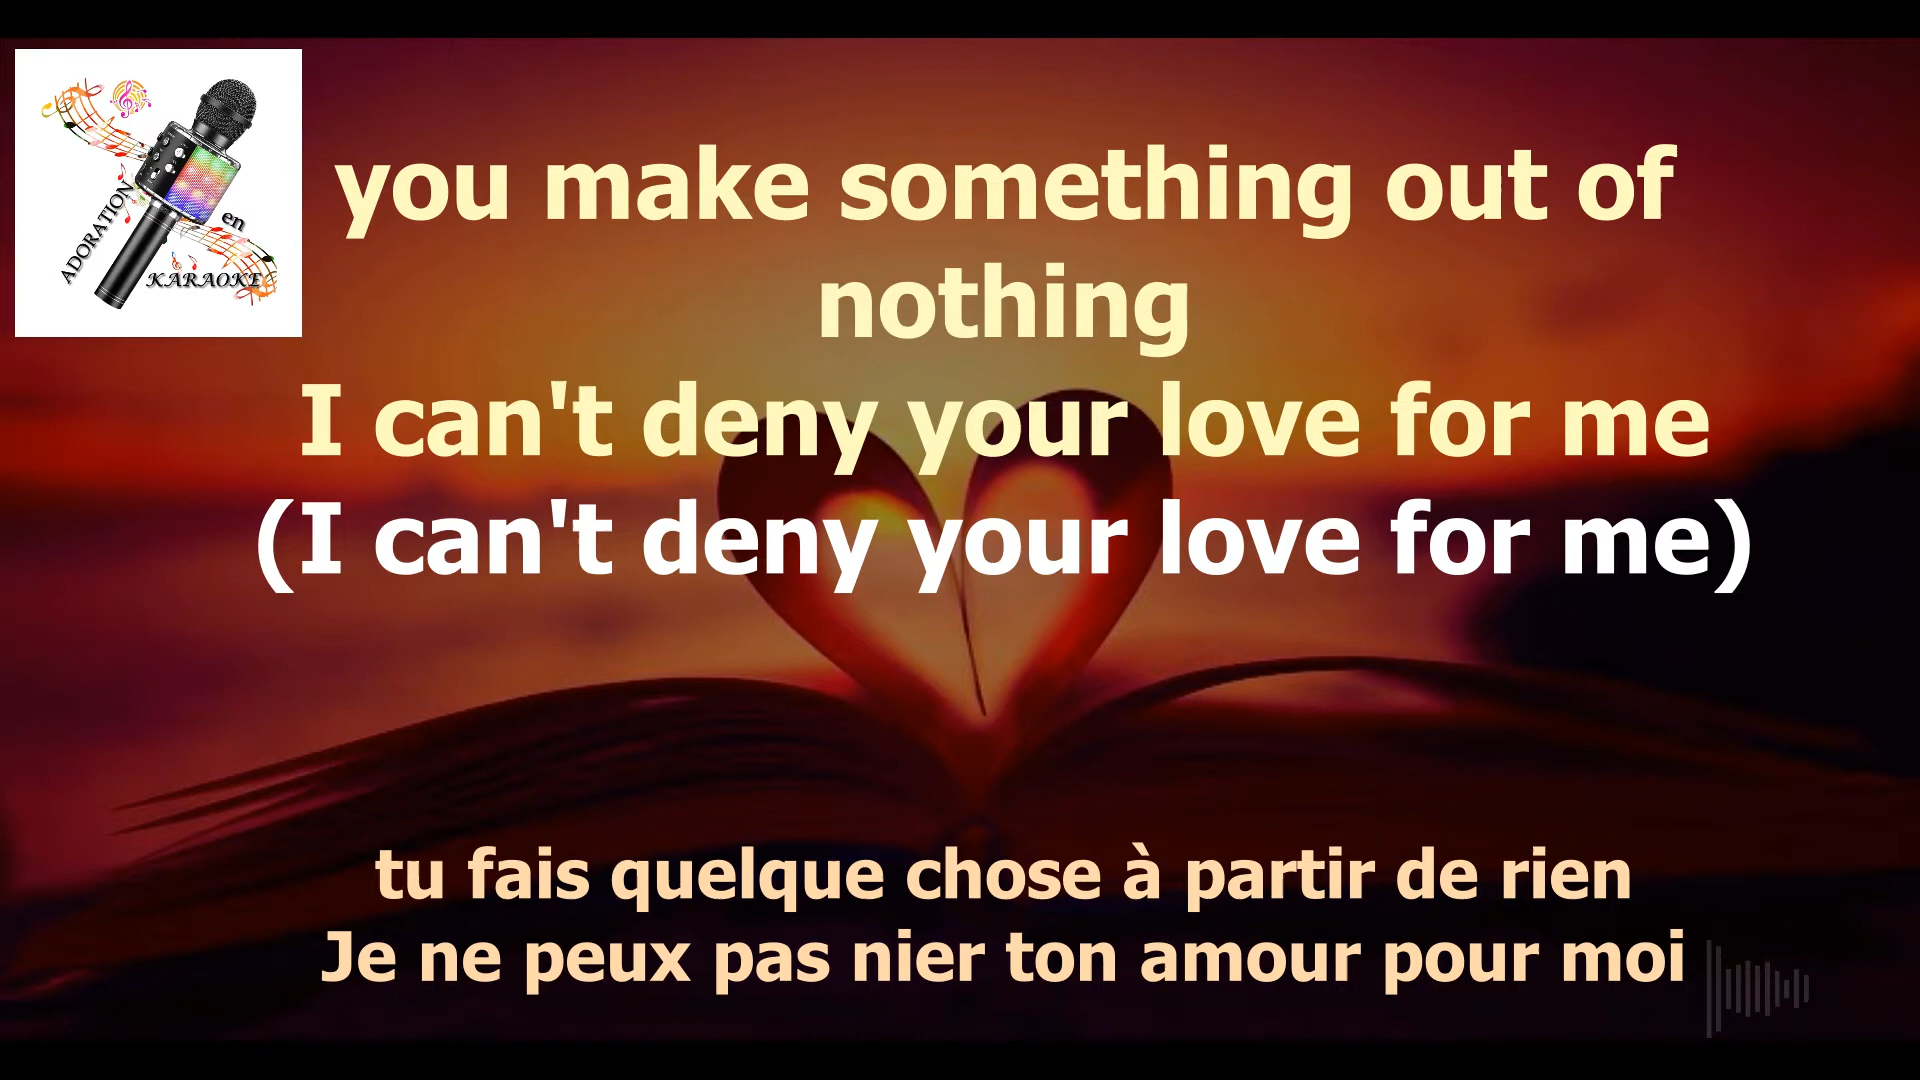 ADORATION
en
KARAOKE
you make something out of
nothing
I can't deny your love for me
(I can't deny your love for me)
tu fais quelque chose à partir de rien
Je ne peux pas nier ton amour pour moi